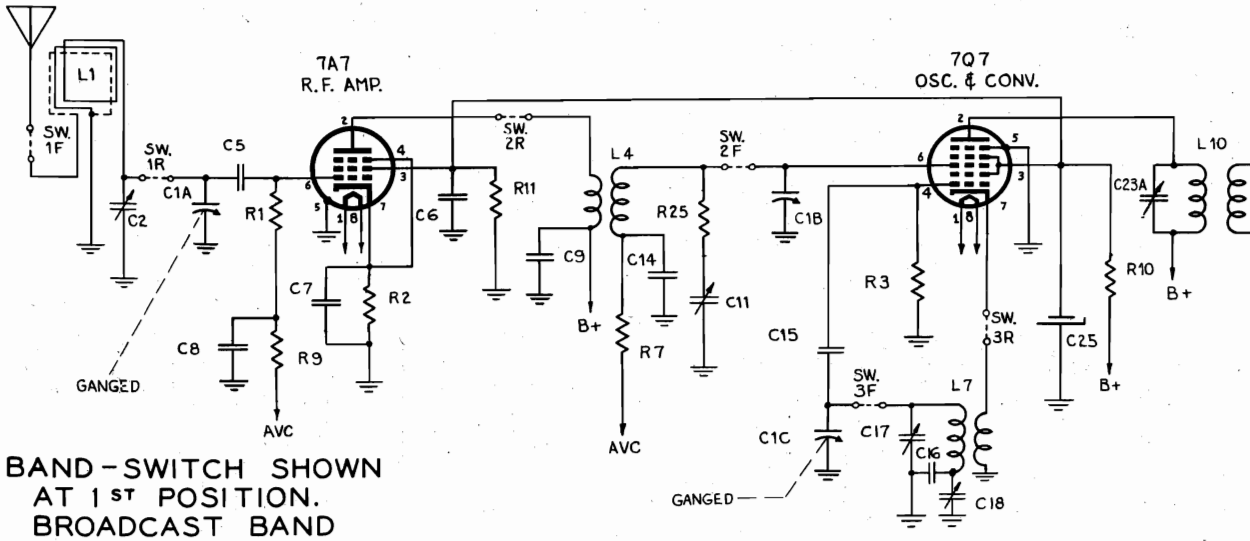 7A7
R.F. AMP.
7Q7
OSC. & CONV.
L1
SW.
1F
SW.
1R
C1A
C5
C2
R1
6
5
1
8
7
2
4
3
C6
R11
SW.
2R
L4
C9
B+
C14
R7
AVC
R25
C11
SW.
2F
C1B
6
4
2
5
3
1
8
7
C23A
L10
B+
R10
B+
C25
R3
C15
SW.
3R
SW.
3F
L7
C1C
C17
C16
C18
GANGED
C7
R2
C8
R9
GANGED
AVC
BAND-SWITCH SHOWN
AT 1ST POSITION.
BROADCAST BAND